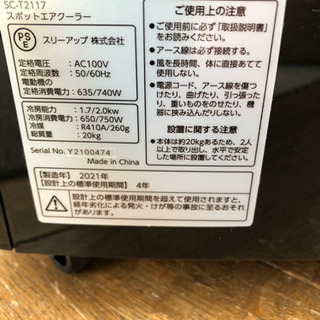 SC-T2117
スポットエアクーラー
PS
E
スリーアップ 株式会社
定格電圧 : AC100V
定格周波数 : 50/60Hz
電動機の
定格消費電力 : 635/740W
冷房能力 : 1.7/2.0kW
冷房消費電力 : 650/750W
冷媒 : R410A/260g
総重量 : 20kg
Serial No. Y2100474
Made in China
ご使用上の注意
●ご使用前に必ず「取扱説明書」をお読みください。
●アース線は必ず接続する。
●風を長時間、体に直接あてて使用しない。
●電源コード、アース線を傷つけたり、曲げたり、引っ張ったり、重いものをのせたり、機器に挟み込んだりしない。
設置に関する注意
●本体は約20kgあるため、2人以上で取り出し、水平で安定した場所に設置してください。
【製造年】2021年
【設計上の標準使用期間】 4年
設計上の標準使用期間を超えて使用されますと、
経年劣化による発火・けが等の事故に至るおそれ
があります。